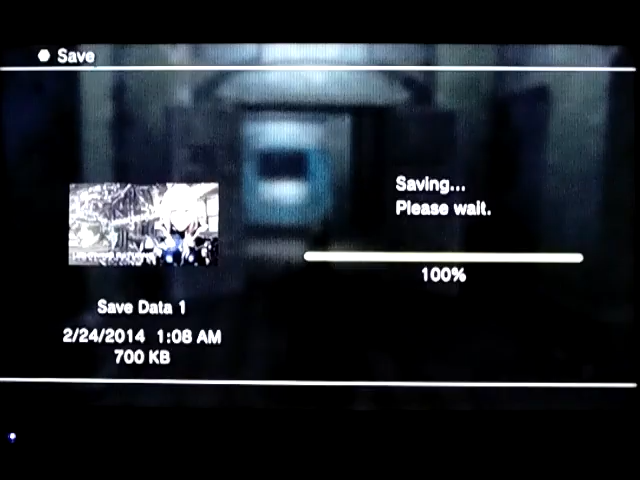 Save
Saving...
Please wait.
100%
Save Data 1
2/24/2014 1:08 AM
700 KB